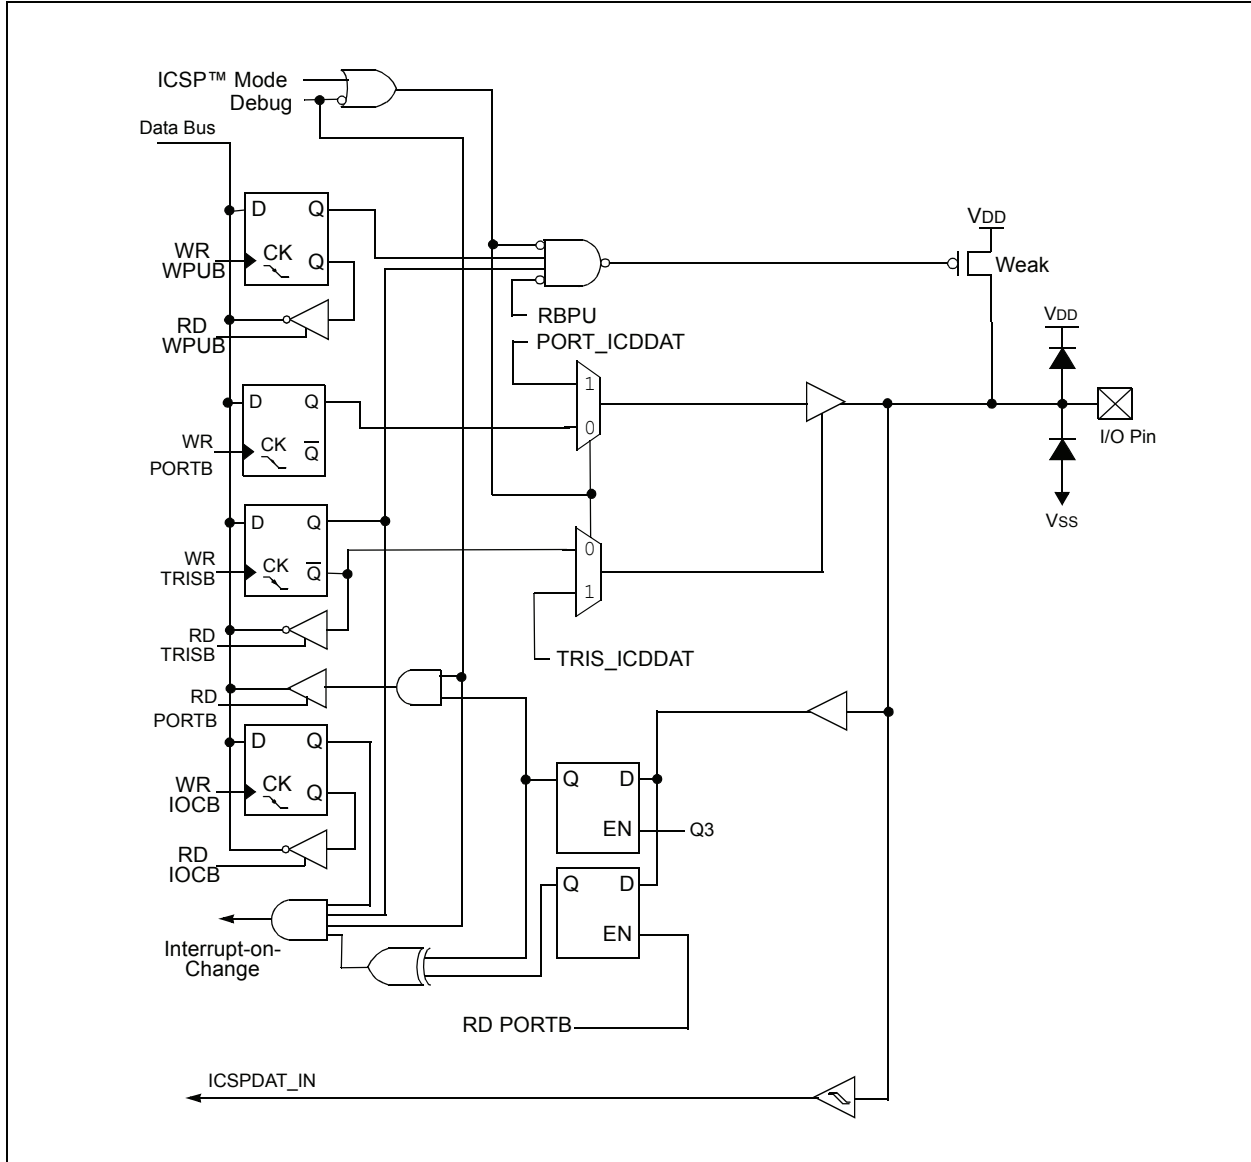 ICSP™ Mode
Debug
Data Bus
D Q
WR
WPUB
CK
Q
RD
WPUB
VDD
Weak
RBPU
PORT_ICDDAT
VDD
1
0
I/O Pin
VSS
D Q
WR
PORTB
CK
Q
D Q
WR
TRISB
CK
Q
0
1
RD
TRISB
TRIS_ICDDAT
RD
PORTB
D Q
WR
IOCB
CK
Q
RD
IOCB
Q D
EN
Q3
Q D
EN
Interrupt-on-
Change
RD PORTB
ICSPDAT_IN